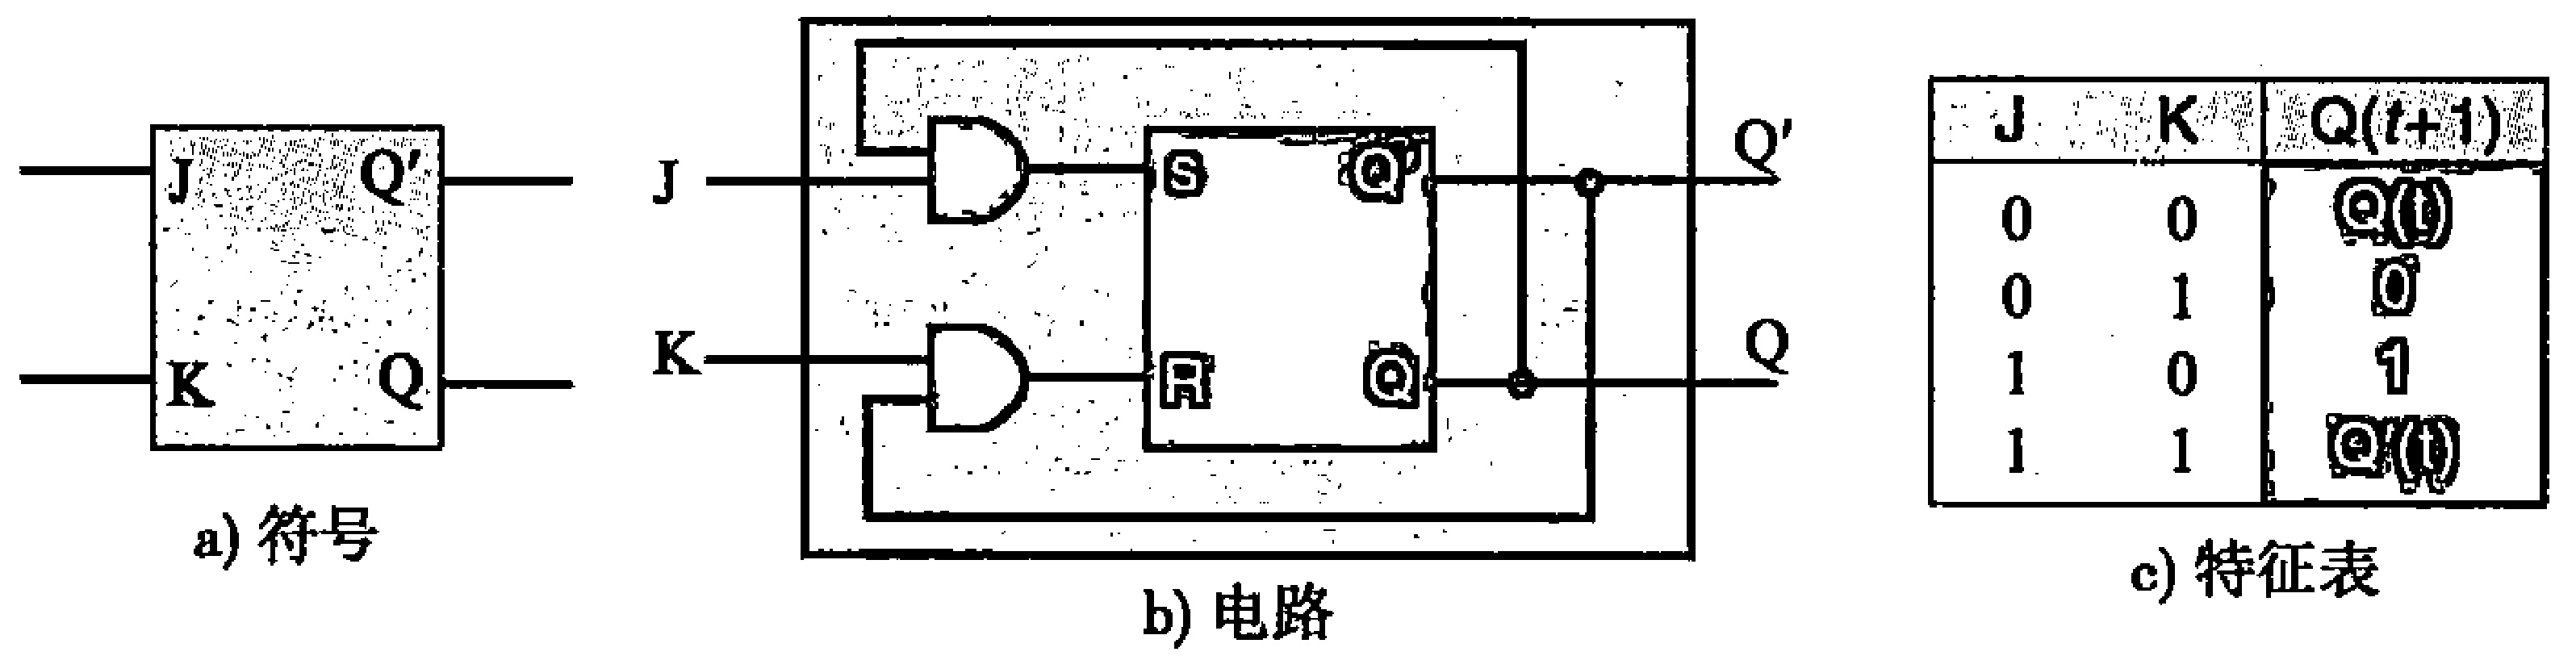 J Q′
K Q
a) 符号
J S Q′ Q′
K R Q Q
b) 电路
J K Q(t+1)
0 0 Q(t)
0 1 0
1 0 1
1 1 Q′(t)
c) 特征表